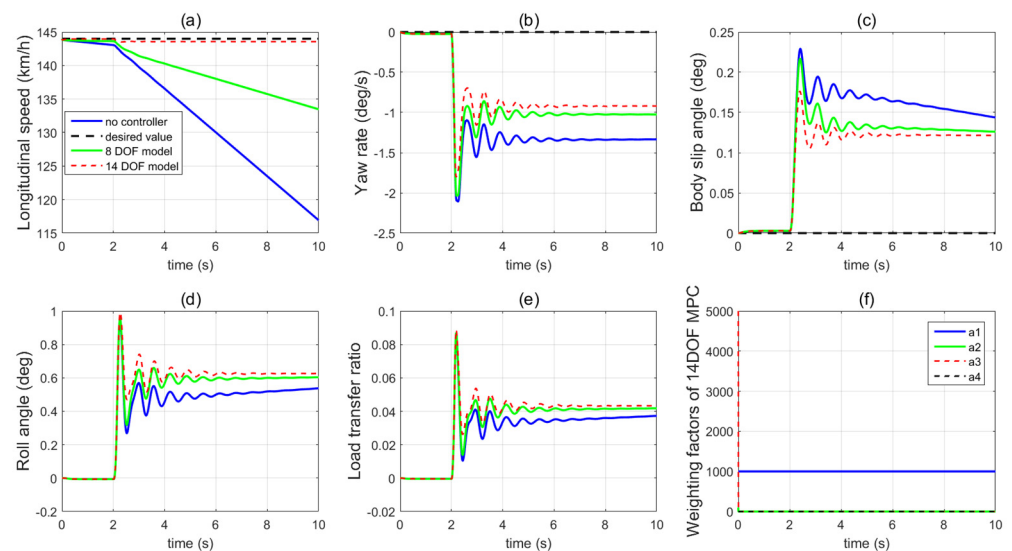 (a)
Longitudinal speed (km/h)
145
140
135
130
125
120
115
no controller
desired value
8 DOF model
14 DOF model
0 2 4 6 8 10
time (s)
(b)
Yaw rate (deg/s)
0
-0.5
-1
-1.5
-2
-2.5
0 2 4 6 8 10
time (s)
(c)
Body slip angle (deg)
0.25
0.2
0.15
0.1
0.05
0
0 2 4 6 8 10
time (s)
(d)
Roll angle (deg)
1
0.8
0.6
0.4
0.2
0
-0.2
0 2 4 6 8 10
time (s)
(e)
Load transfer ratio
0.1
0.08
0.06
0.04
0.02
0
-0.02
0 2 4 6 8 10
time (s)
(f)
Weighting factors of 14DOF MPC
5000
4000
3000
2000
1000
0
a1
a2
a3
a4
0 2 4 6 8 10
time (s)